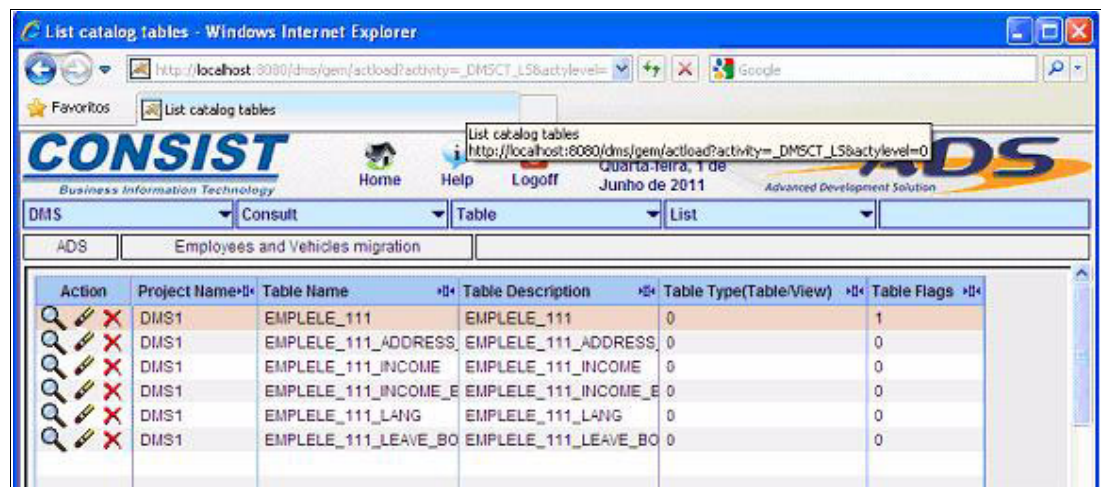 List catalog tables - Windows Internet Explorer
http://localhost:8080/dms/gem/actload?activity=_DMSCT_LS&actylevel=
Google
Favoritos
List catalog tables
List catalog tables
http://localhost:8080/dms/gem/actload?activity=_DMSCT_LS&actylevel=0
CONSIST
Business Information Technology
Home
Help
Logoff
Quarta-feira, 1 de
Junho de 2011
ADS
Advanced Development Solution
DMS Consult Table List
ADS Employees and Vehicles migration
Action Project Name Table Name Table Description Table Type(Table/View) Table Flags
DMS1 EMPLELE_111 EMPLELE_111 0 1
DMS1 EMPLELE_111_ADDRESS_ EMPLELE_111_ADDRESS_ 0 0
DMS1 EMPLELE_111_INCOME EMPLELE_111_INCOME 0 0
DMS1 EMPLELE_111_INCOME_E EMPLELE_111_INCOME_E 0 0
DMS1 EMPLELE_111_LANG EMPLELE_111_LANG 0 0
DMS1 EMPLELE_111_LEAVE_BO EMPLELE_111_LEAVE_BO 0 0